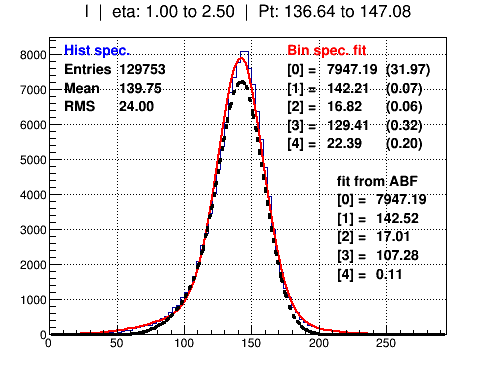 I | eta: 1.00 to 2.50 | Pt: 136.64 to 147.08
Hist spec.
Entries 129753
Mean 139.75
RMS 24.00
Bin spec. fit
[0] = 7947.19 (31.97)
[1] = 142.21 (0.07)
[2] = 16.82 (0.06)
[3] = 129.41 (0.32)
[4] = 22.39 (0.20)
fit from ABF
[0] = 7947.19
[1] = 142.52
[2] = 17.01
[3] = 107.28
[4] = 0.11
8000
7000
6000
5000
4000
3000
2000
1000
0
0 50 100 150 200 250